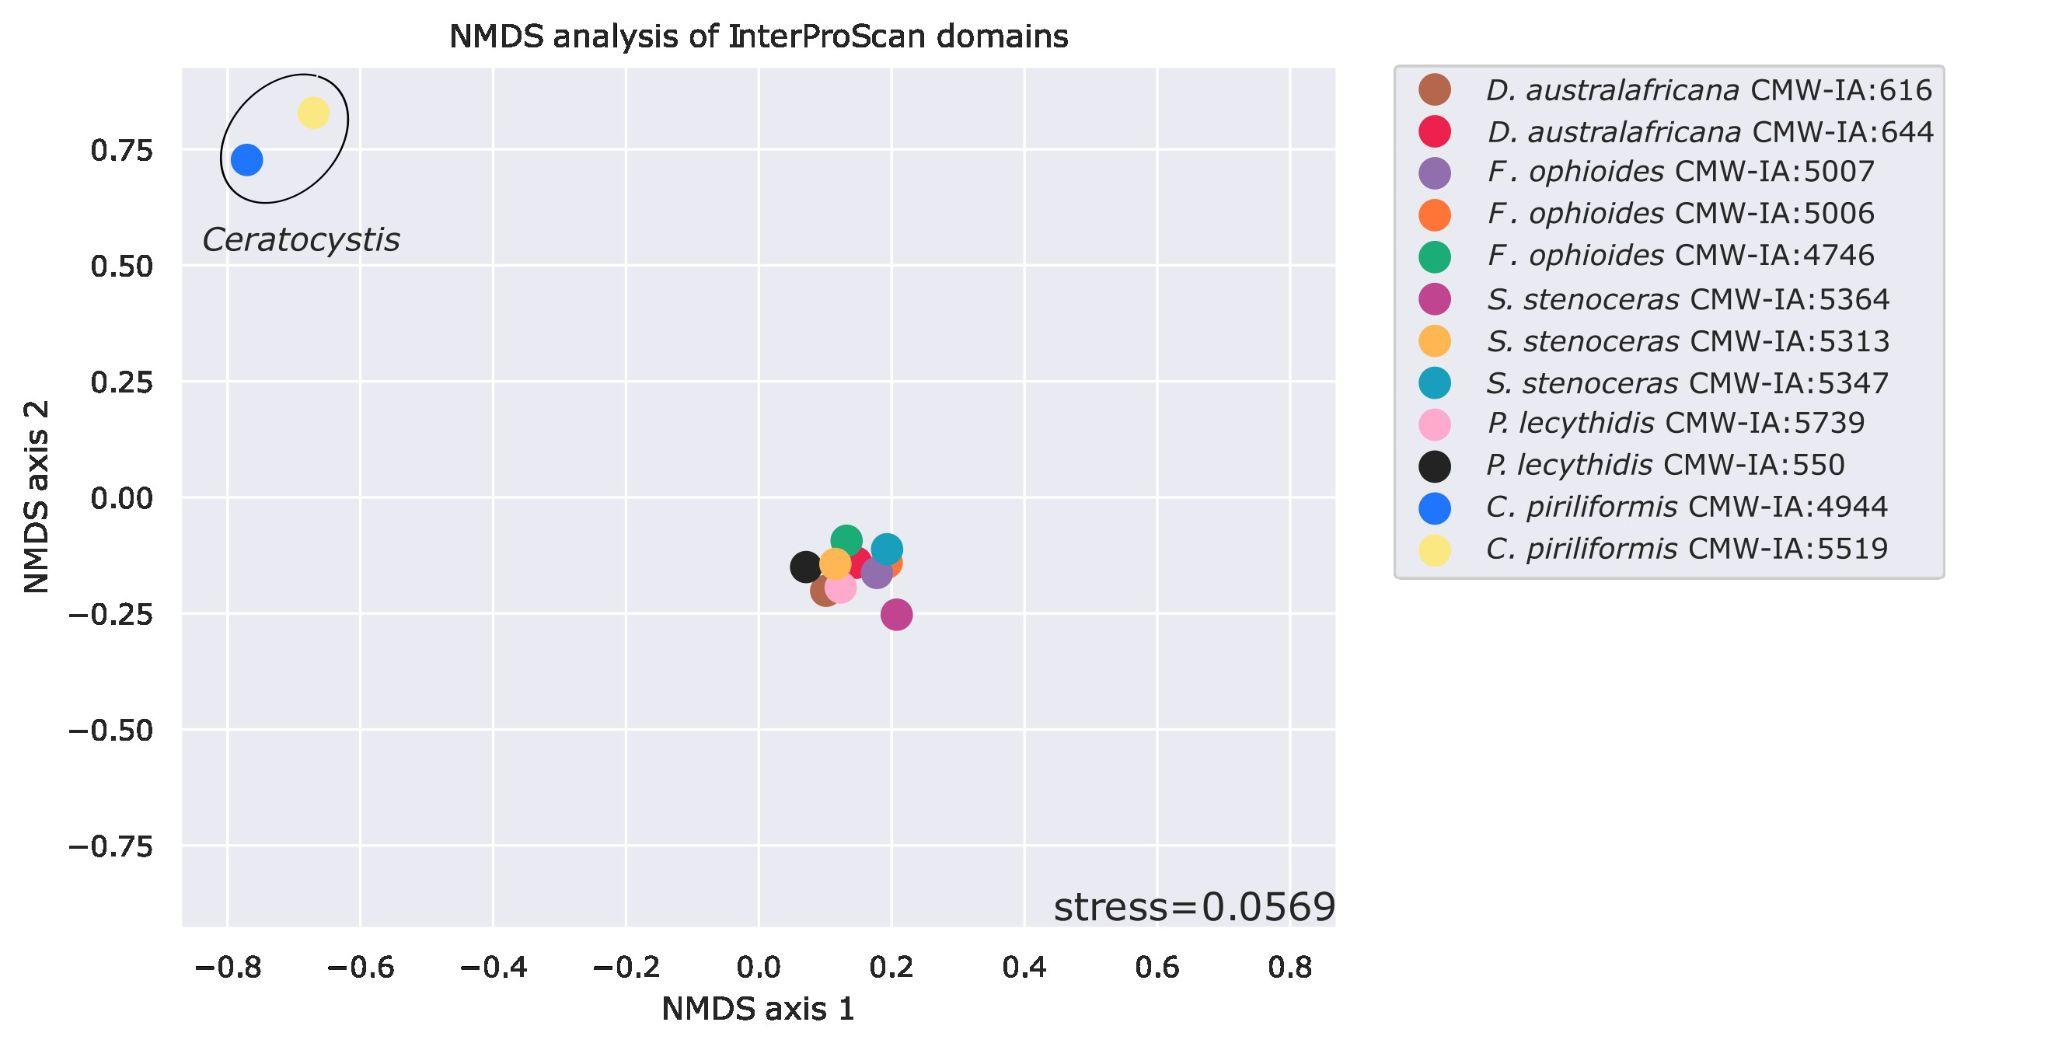 NMDS analysis of InterProScan domains
Ceratocystis
NMDS axis 2
0.75
0.50
0.25
0.00
−0.25
−0.50
−0.75
stress=0.0569
−0.8 −0.6 −0.4 −0.2 0.0 0.2 0.4 0.6 0.8
NMDS axis 1
D. australafricana CMW-IA:616
D. australafricana CMW-IA:644
F. ophioides CMW-IA:5007
F. ophioides CMW-IA:5006
F. ophioides CMW-IA:4746
S. stenoceras CMW-IA:5364
S. stenoceras CMW-IA:5313
S. stenoceras CMW-IA:5347
P. lecythidis CMW-IA:5739
P. lecythidis CMW-IA:550
C. piriliformis CMW-IA:4944
C. piriliformis CMW-IA:5519